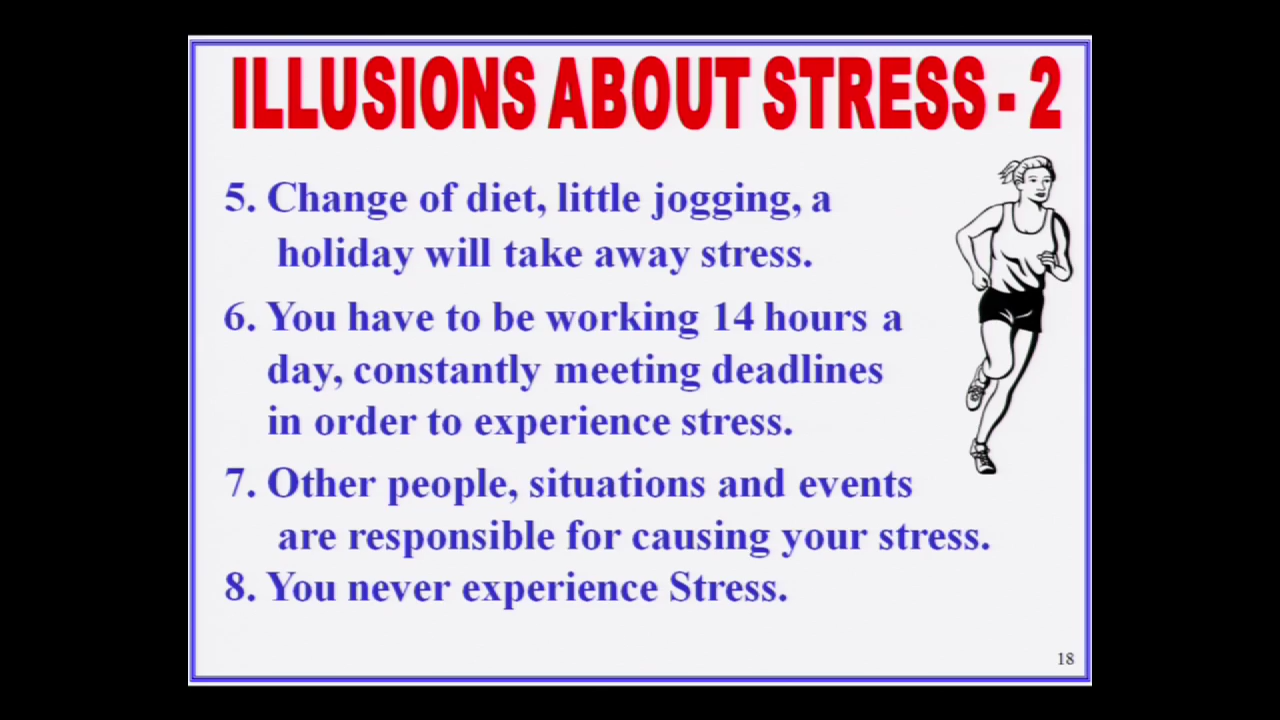 ILLUSIONS ABOUT STRESS - 2
5. Change of diet, little jogging, a
holiday will take away stress.
6. You have to be working 14 hours a
day, constantly meeting deadlines
in order to experience stress.
7. Other people, situations and events
are responsible for causing your stress.
8. You never experience Stress.
18